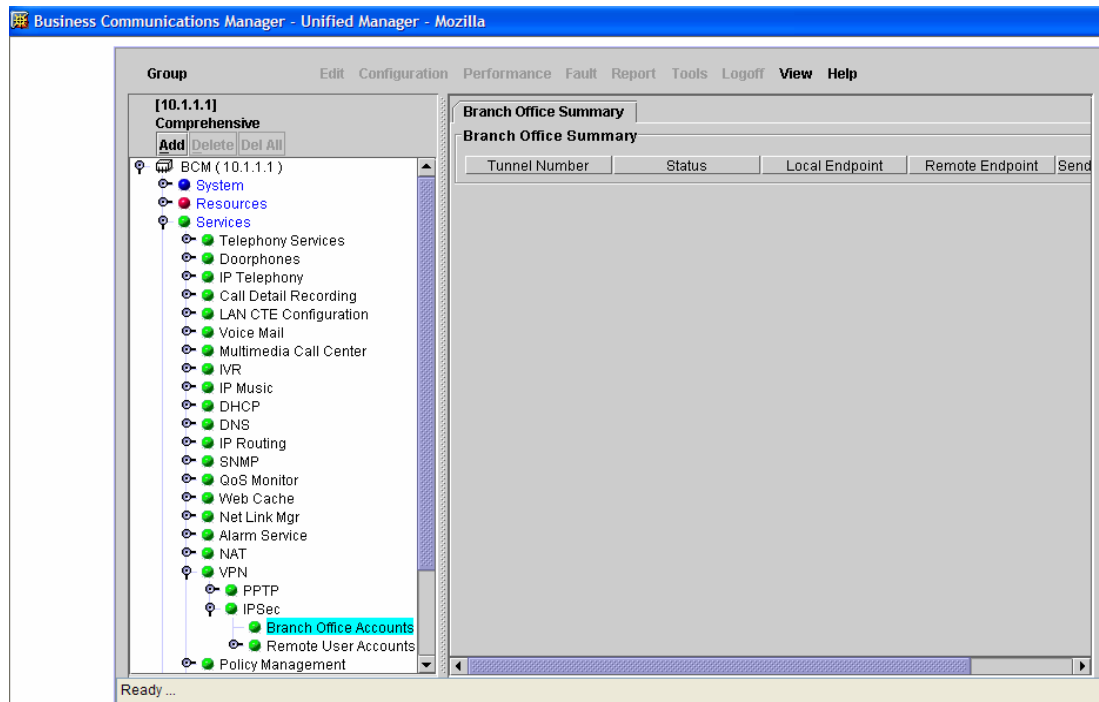 Business Communications Manager - Unified Manager - Mozilla
Group Edit Configuration Performance Fault Report Tools Logoff View Help
[10.1.1.1]
Comprehensive
Add Delete Del All
BCM ( 10.1.1.1 )
System
Resources
Services
Telephony Services
Doorphones
IP Telephony
Call Detail Recording
LAN CTE Configuration
Voice Mail
Multimedia Call Center
IVR
IP Music
DHCP
DNS
IP Routing
SNMP
QoS Monitor
Web Cache
Net Link Mgr
Alarm Service
NAT
VPN
PPTP
IPSec
Branch Office Accounts
Remote User Accounts
Policy Management
Branch Office Summary
Branch Office Summary
Tunnel Number Status Local Endpoint Remote Endpoint Send
Ready ...